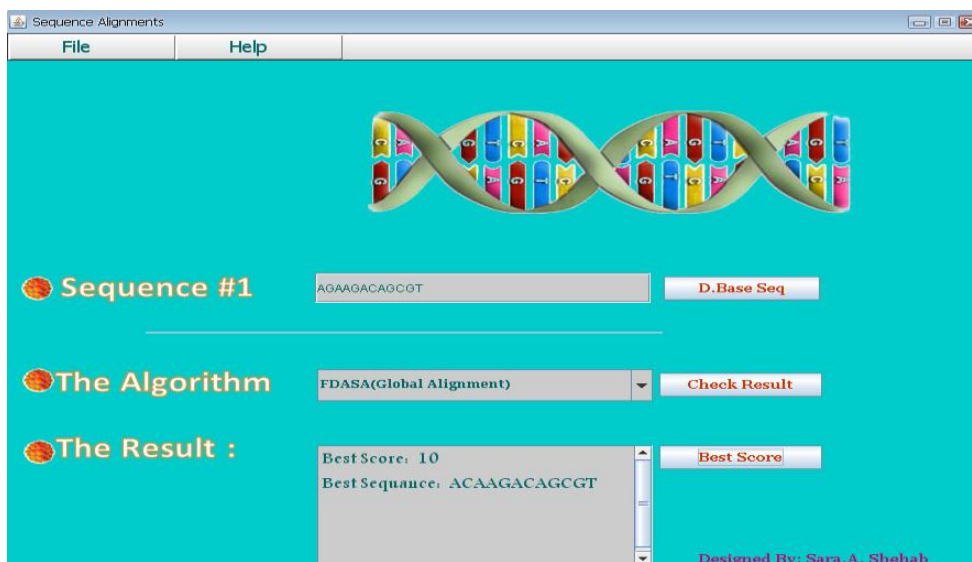 Sequence Alignments
File Help
Sequence #1 AGAAGACAGCGT D.Base Seq
The Algorithm FDASA(Global Alignment) Check Result
The Result :
Best Score: 10 Best Score
Best Sequance: ACAAGACAGCGT
Designed By: Sara A. Shehab